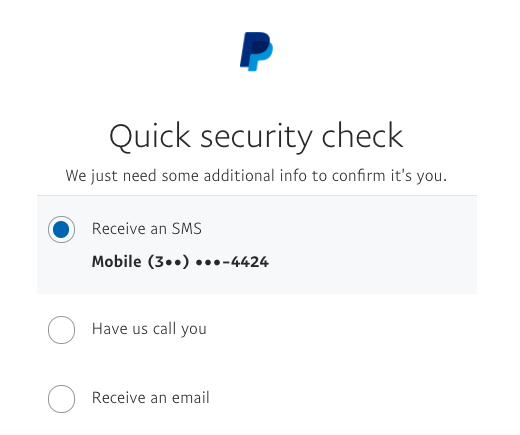 Quick security check
We just need some additional info to confirm it's you.
Receive an SMS
Mobile (3••) •••-4424
Have us call you
Receive an email